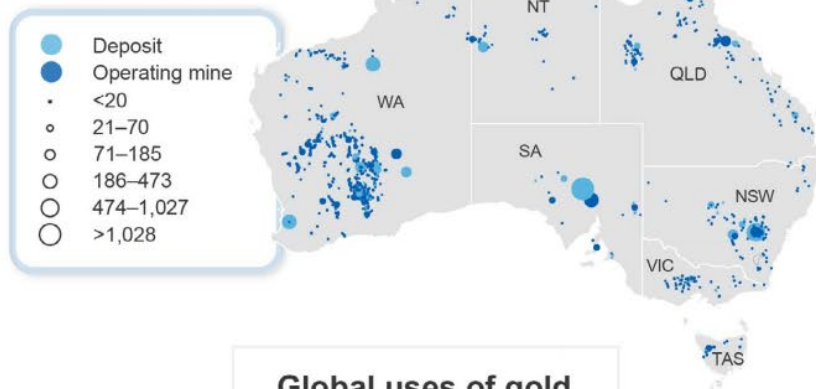 NT
Deposit
Operating mine
<20
21–70
71–185
186–473
474–1,027
>1,028
WA
QLD
SA
NSW
VIC
TAS
Global uses of gold